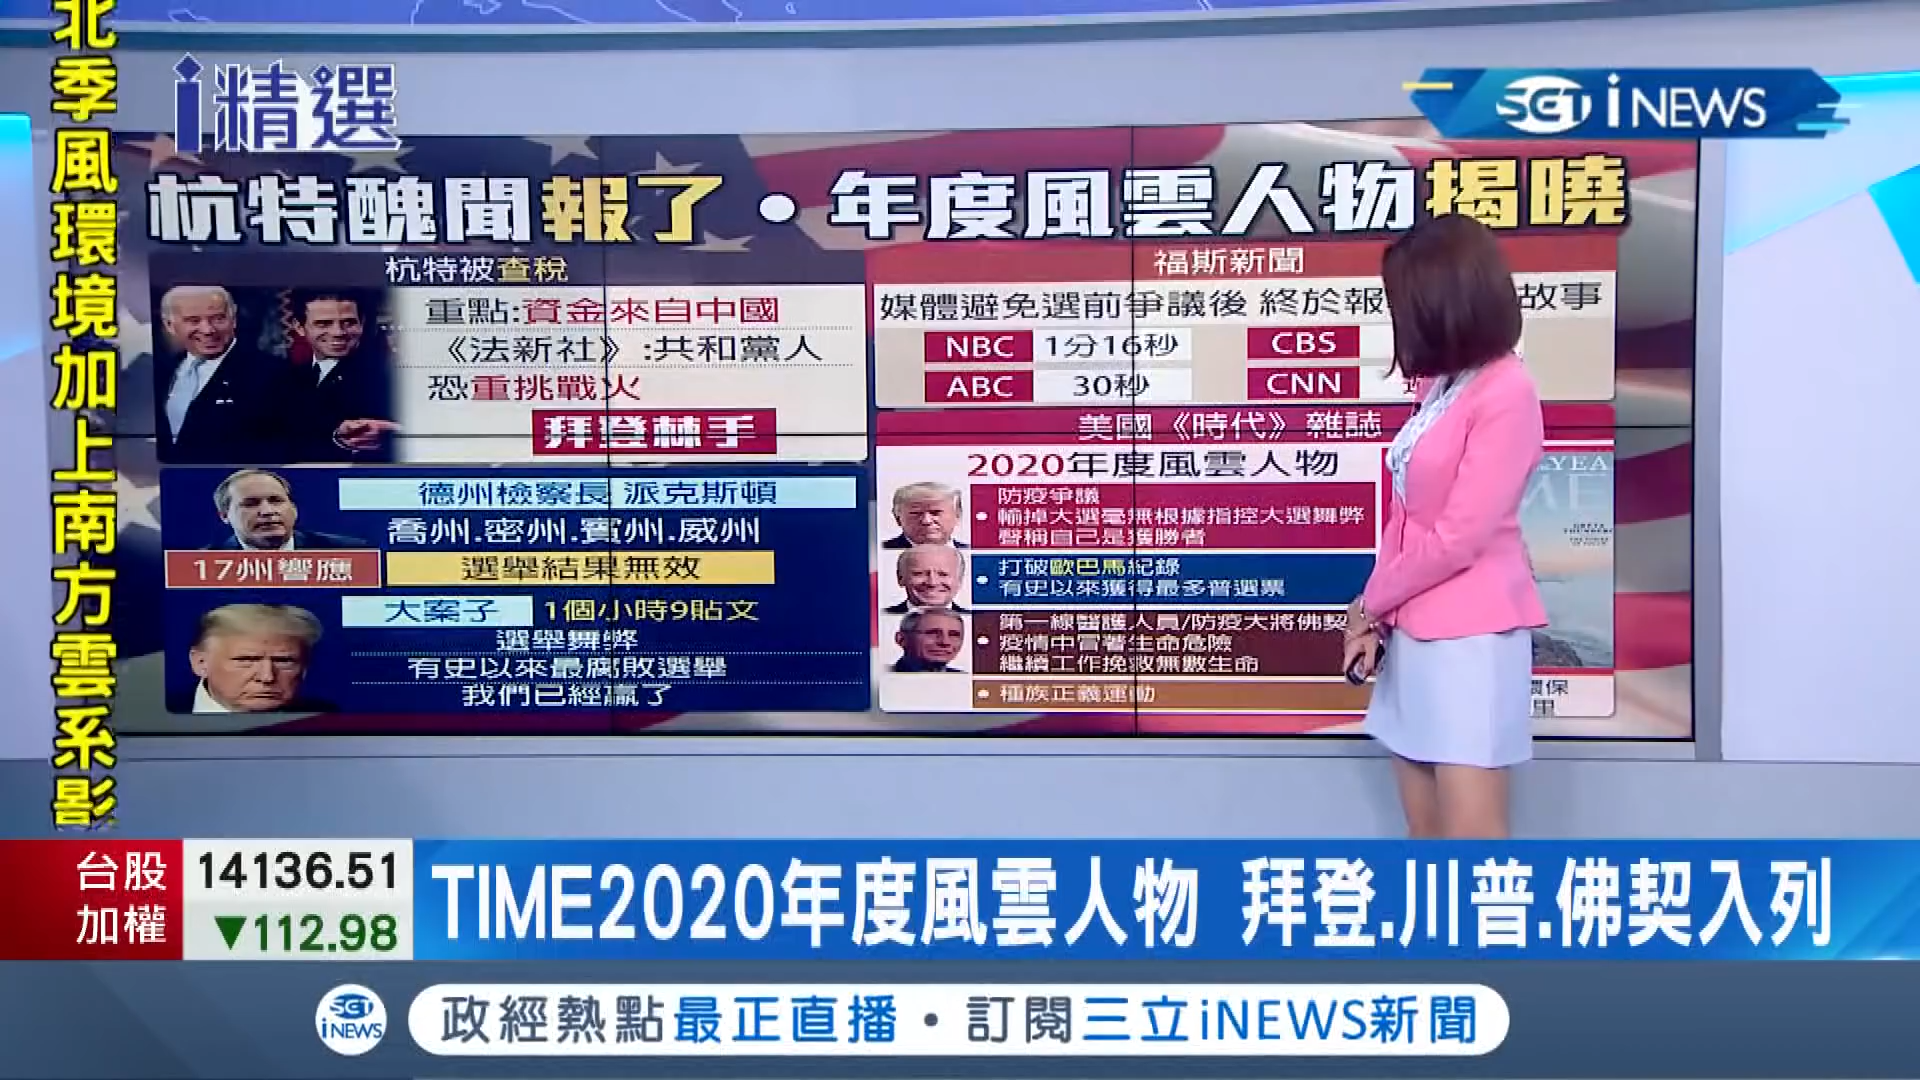 北季風環境加上南方雲系影
i精選
SET iNEWS
杭特醜聞報了・年度風雲人物揭曉
杭特被查稅
重點:資金來自中國
《法新社》:共和黨人
恐重挑戰火
拜登棘手
德州檢察長 派克斯頓
喬州.密州.賓州.威州
17州響應
選舉結果無效
大案子 1個小時9貼文
選舉舞弊
有史以來最腐敗選舉
我們已經贏了
福斯新聞
媒體避免選前爭議後 終於報 故事
NBC 1分16秒 CBS
ABC 30秒 CNN
美國《時代》雜誌
2020年度風雲人物
防疫爭議
•輸掉大選毫無根據指控大選舞弊
聲稱自己是獲勝者
•打破歐巴馬紀錄
有史以來獲得最多普選票
第一線醫護人員/防疫大將佛契
•疫情中冒著生命危險
繼續工作挽救無數生命
•種族正義運動
YEA
ME
GRETA
環保
里
台股
加權
14136.51
▼112.98
TIME2020年度風雲人物 拜登.川普.佛契入列
SET
iNEWS
政經熱點最正直播・訂閱三立iNEWS新聞